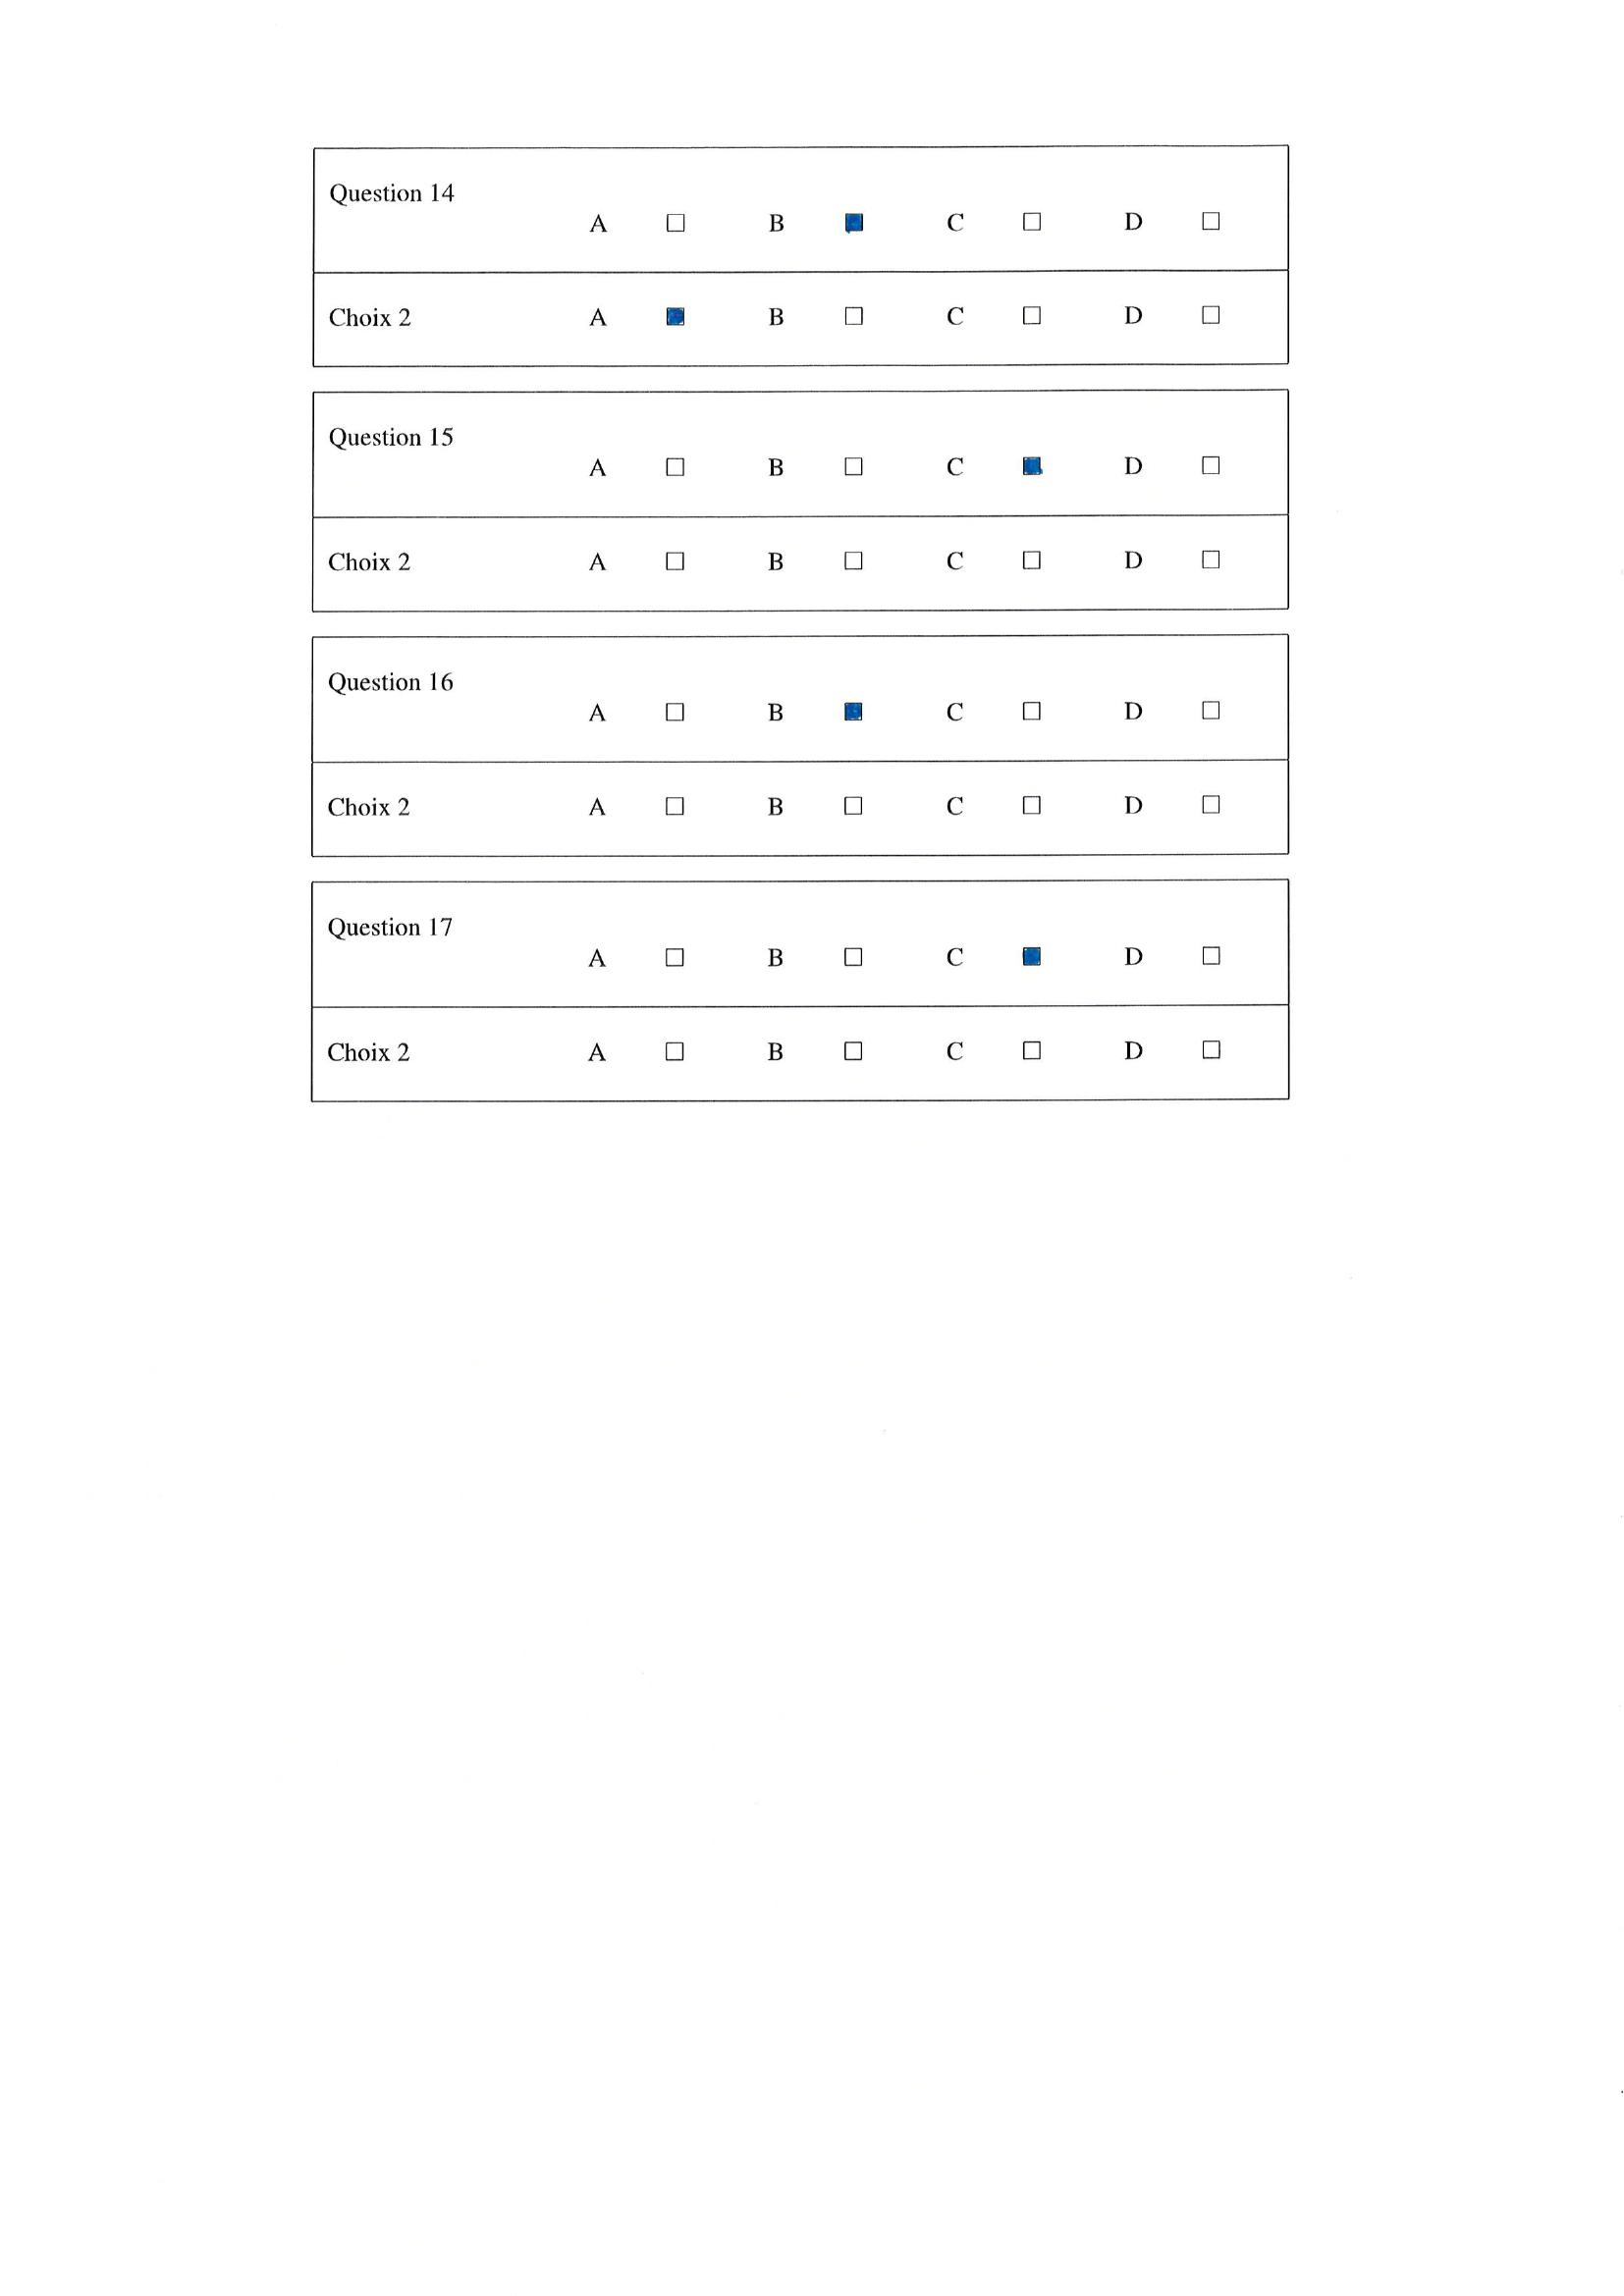 Question 14
A □ B ■ C □ D □
Choix 2 A ■ B □ C □ D □
Question 15
A □ B □ C ■ D □
Choix 2 A □ B □ C □ D □
Question 16
A □ B ■ C □ D □
Choix 2 A □ B □ C □ D □
Question 17
A □ B □ C ■ D □
Choix 2 A □ B □ C □ D □